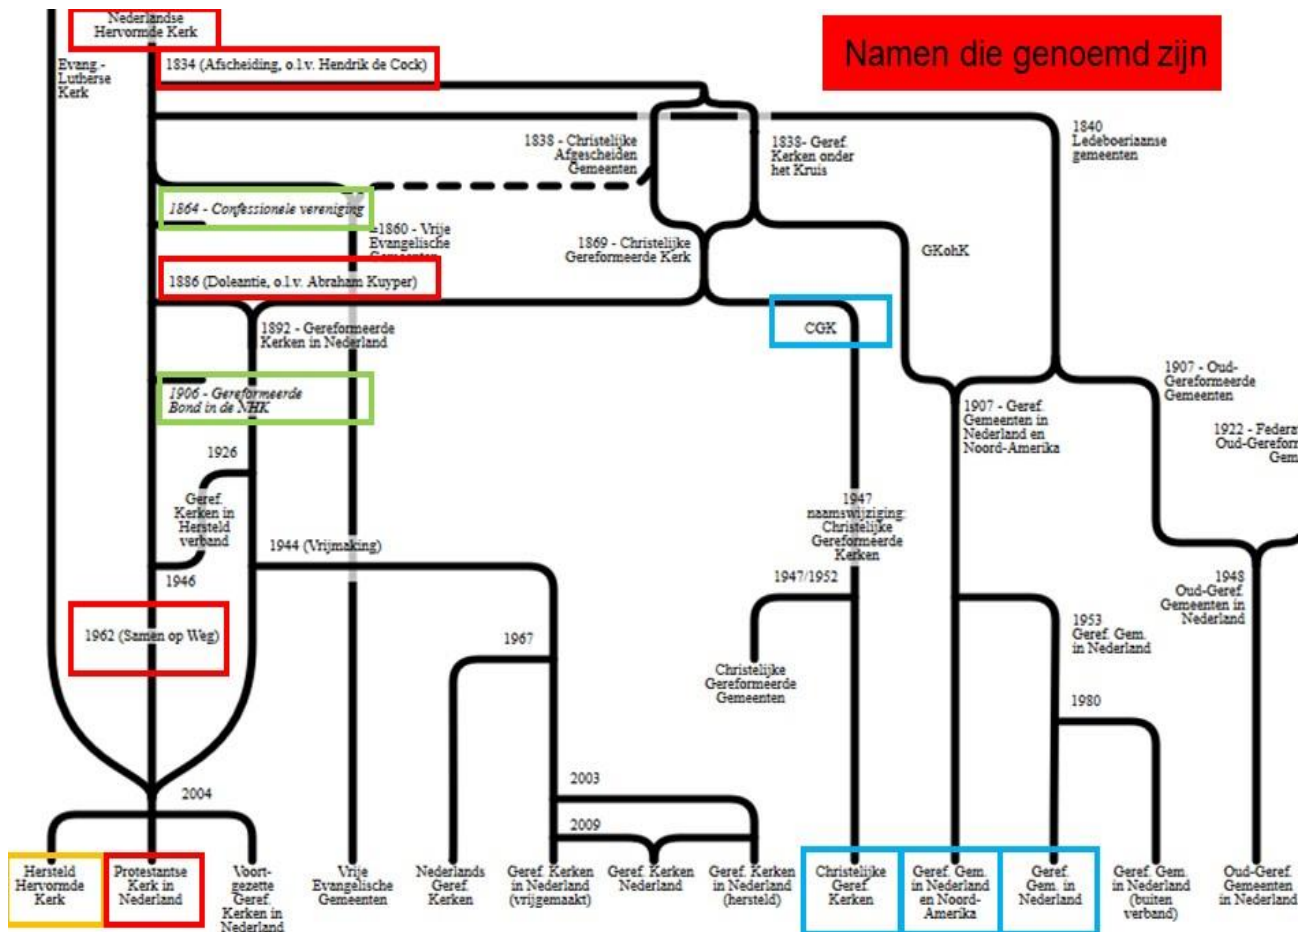 Nederlandse
Hervormde Kerk
Namen die genoemd zijn
Evang.-
Lutherse
Kerk
1834 (Afscheiding, o.l.v. Hendrik de Cock)
1838 - Christelijke
Afgescheiden
Gemeenten
1838- Geref.
Kerken onder
het Kruis
1840
Ledeboeriaanse
gemeenten
1864 - Confessionele vereniging
=1860 - Vrije
Evangelische
Gemeenten
1869 - Christelijke
Gereformeerde Kerk
GKohK
1886 (Doleantie, o.l.v. Abraham Kuyper)
1892 - Gereformeerde
Kerken in Nederland
CGK
1906 - Gereformeerde
Bond in de NHK
1907 - Geref.
Gemeenten in
Nederland en
Noord-Amerika
1907 - Oud-
Gereformeerde
Gemeenten
1922 - Federat
Oud-Gerefor
Gem
1926
Geref.
Kerken in
Hersteld
verband
1944 (Vrijmaking)
1946
1947
naamswijziging:
Christelijke
Gereformeerde
Kerken
1947/1952
Christelijke
Gereformeerde
Gemeenten
1948
Oud-Geref.
Gemeenten in
Nederland
1953
Geref. Gem.
in Nederland
1962 (Samen op Weg)
1967
1980
2003
2004
2009
Hersteld
Hervormde
Kerk
Protestantse
Kerk in
Nederland
Voort-
gezette
Geref.
Kerken in
Nederland
Vrije
Evangelische
Gemeenten
Nederlands
Geref.
Kerken
Geref. Kerken
in Nederland
(vrijgemaakt)
Geref. Kerken
Nederland
Geref. Kerken
in Nederland
(hersteld)
Christelijke
Geref.
Kerken
Geref. Gem.
in Nederland
en Noord-
Amerika
Geref.
Gem. in
Nederland
Geref. Gem.
in Nederland
(buiten
verband)
Oud-Geref.
Gemeenten
in Nederland